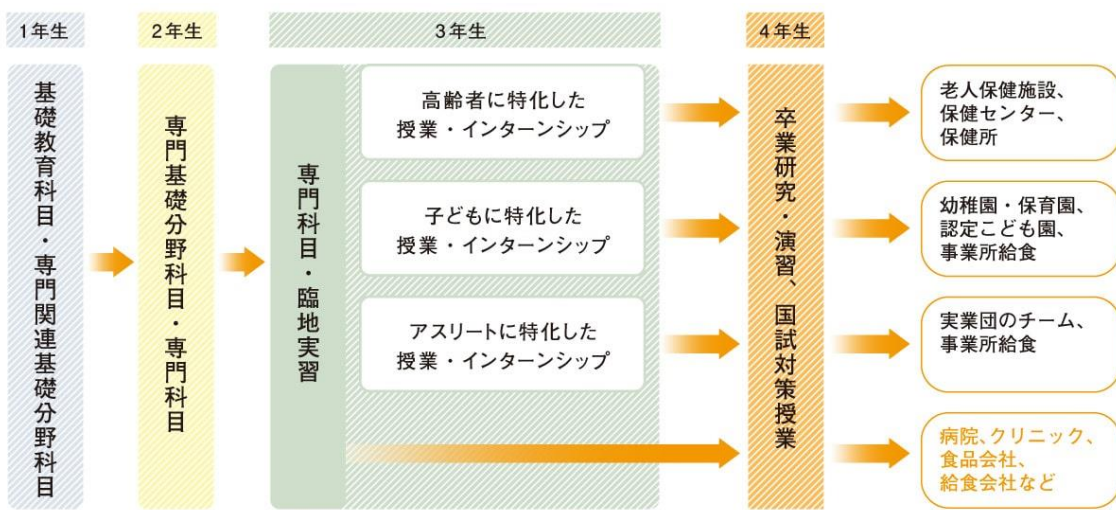 1年生
2年生
3年生
4年生
基礎教育科目・専門関連基礎分野科目
専門基礎分野科目・専門科目
専門科目・臨地実習
高齢者に特化した
授業・インターンシップ
子どもに特化した
授業・インターンシップ
アスリートに特化した
授業・インターンシップ
卒業研究・演習、国試対策授業
老人保健施設、
保健センター、
保健所
幼稚園・保育園、
認定こども園、
事業所給食
実業団のチーム、
事業所給食
病院、クリニック、
食品会社、
給食会社など